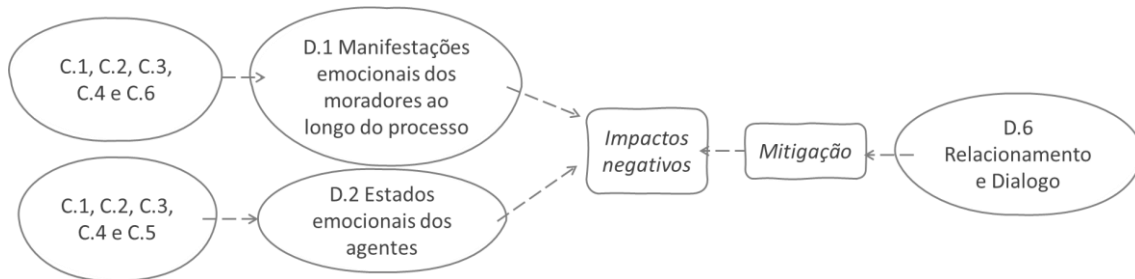 C.1, C.2, C.3,
C.4 e C.6
D.1 Manifestações
emocionais dos
moradores ao
longo do processo
C.1, C.2, C.3,
C.4 e C.5
D.2 Estados
emocionais dos
agentes
Impactos
negativos
Mitigação
D.6
Relacionamento
e Dialogo